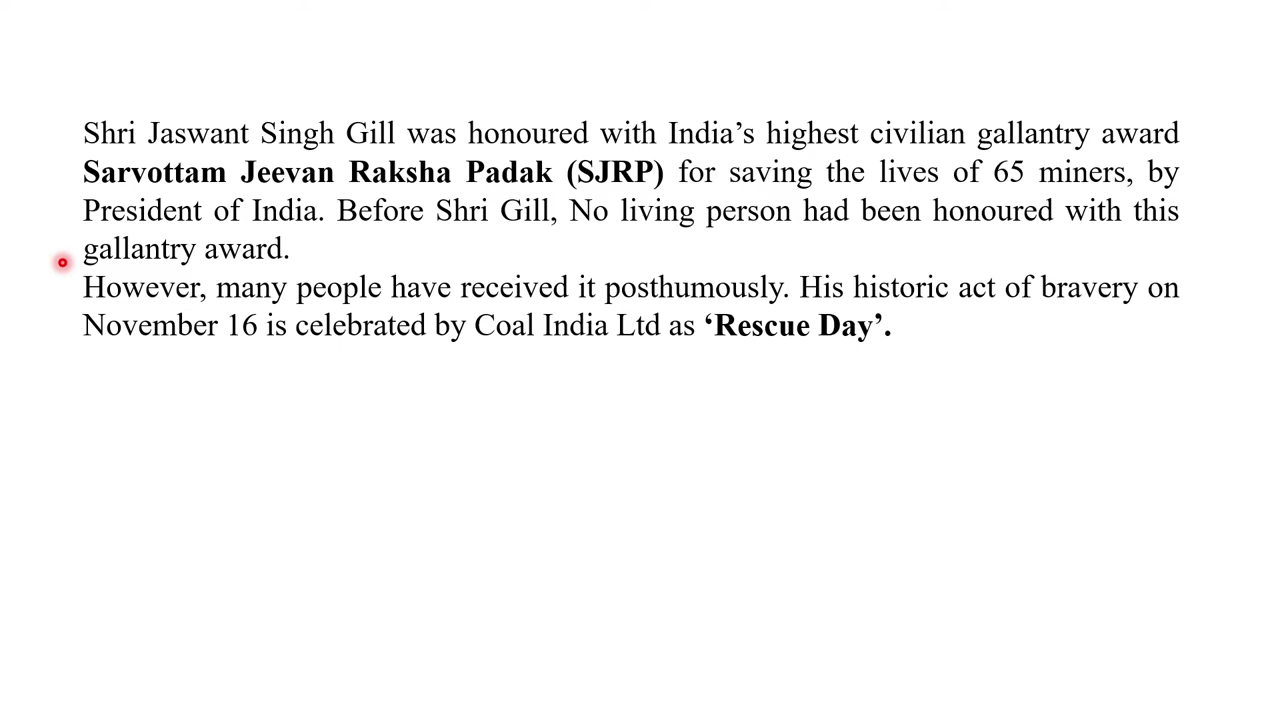 Shri Jaswant Singh Gill was honoured with India’s highest civilian gallantry award
Sarvottam Jeevan Raksha Padak (SJRP) for saving the lives of 65 miners, by
President of India. Before Shri Gill, No living person had been honoured with this
gallantry award.
However, many people have received it posthumously. His historic act of bravery on
November 16 is celebrated by Coal India Ltd as ‘Rescue Day’.